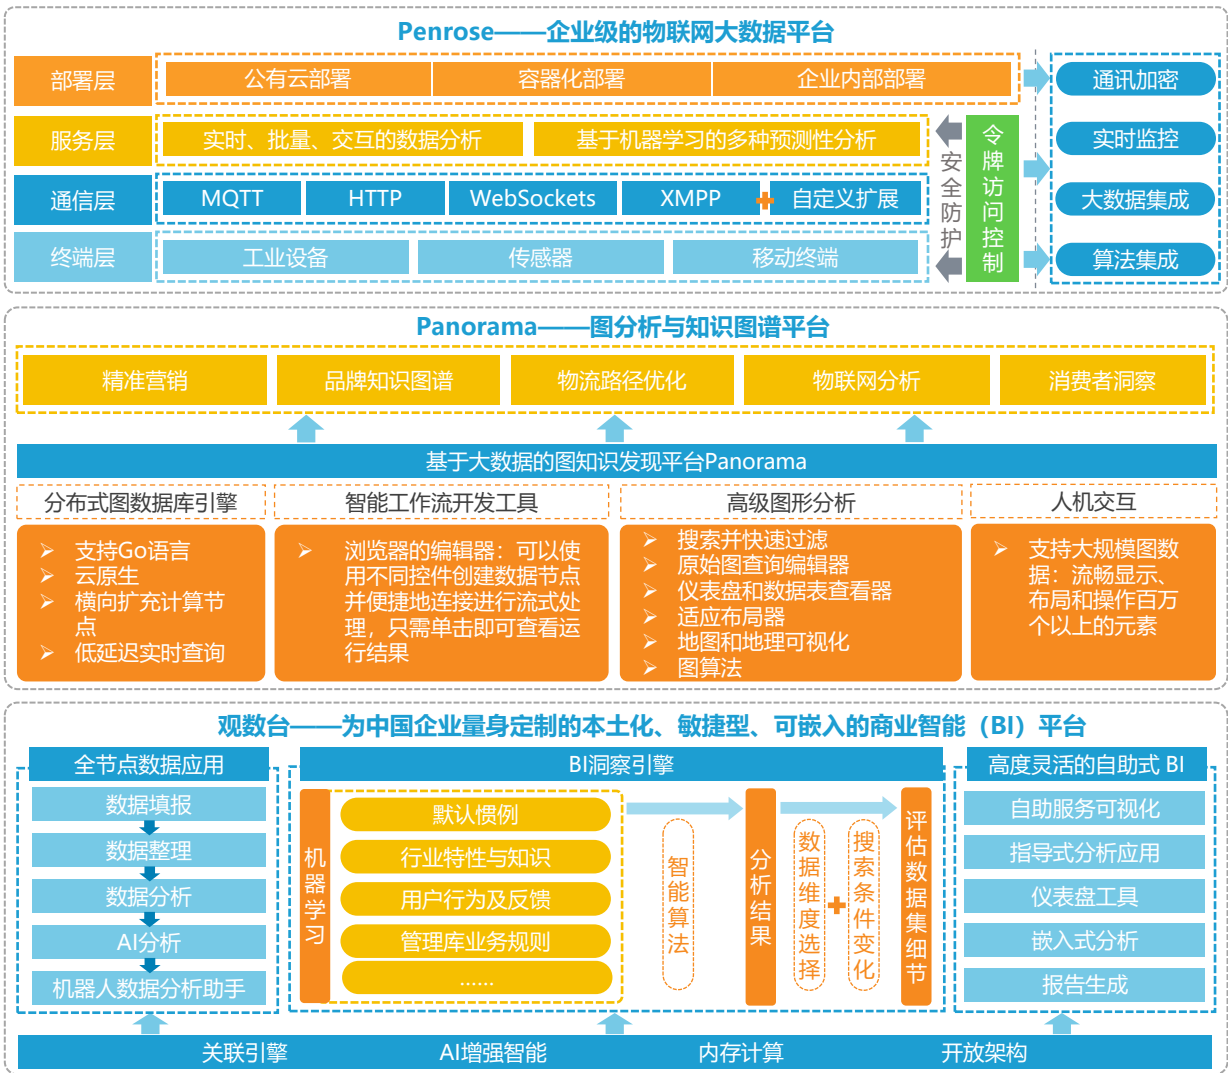 Penrose——企业级的物联网大数据平台
部署层
公有云部署
容器化部署
企业内部部署
服务层
实时、批量、交互的数据分析
基于机器学习的多种预测性分析
通信层
MQTT
HTTP
WebSockets
XMPP
自定义扩展
终端层
工业设备
传感器
移动终端
安全防护
令牌访问控制
通讯加密
实时监控
大数据集成
算法集成
Panorama——图分析与知识图谱平台
精准营销
品牌知识图谱
物流路径优化
物联网分析
消费者洞察
基于大数据的图知识发现平台Panorama
分布式图数据库引擎
支持Go语言
云原生
横向扩充计算节
点
低延迟实时查询
智能工作流开发工具
浏览器的编辑器：可以使
用不同控件创建数据节点
并便捷地连接进行流式处
理，只需单击即可查看运
行结果
高级图形分析
搜索并快速过滤
原始图查询编辑器
仪表盘和数据表查看器
适应布局器
地图和地理可视化
图算法
人机交互
支持大规模图数
据：流畅显示、
布局和操作百万
个以上的元素
观数台——为中国企业量身定制的本土化、敏捷型、可嵌入的商业智能（BI）平台
全节点数据应用
数据填报
数据整理
数据分析
AI分析
机器人数据分析助手
BI洞察引擎
机器学习
默认惯例
行业特性与知识
用户行为及反馈
管理库业务规则
......
智能算法
分析结果
数据维度选择
搜索条件变化
评估数据集细节
高度灵活的自助式 BI
自助服务可视化
指导式分析应用
仪表盘工具
嵌入式分析
报告生成
关联引擎
AI增强智能
内存计算
开放架构